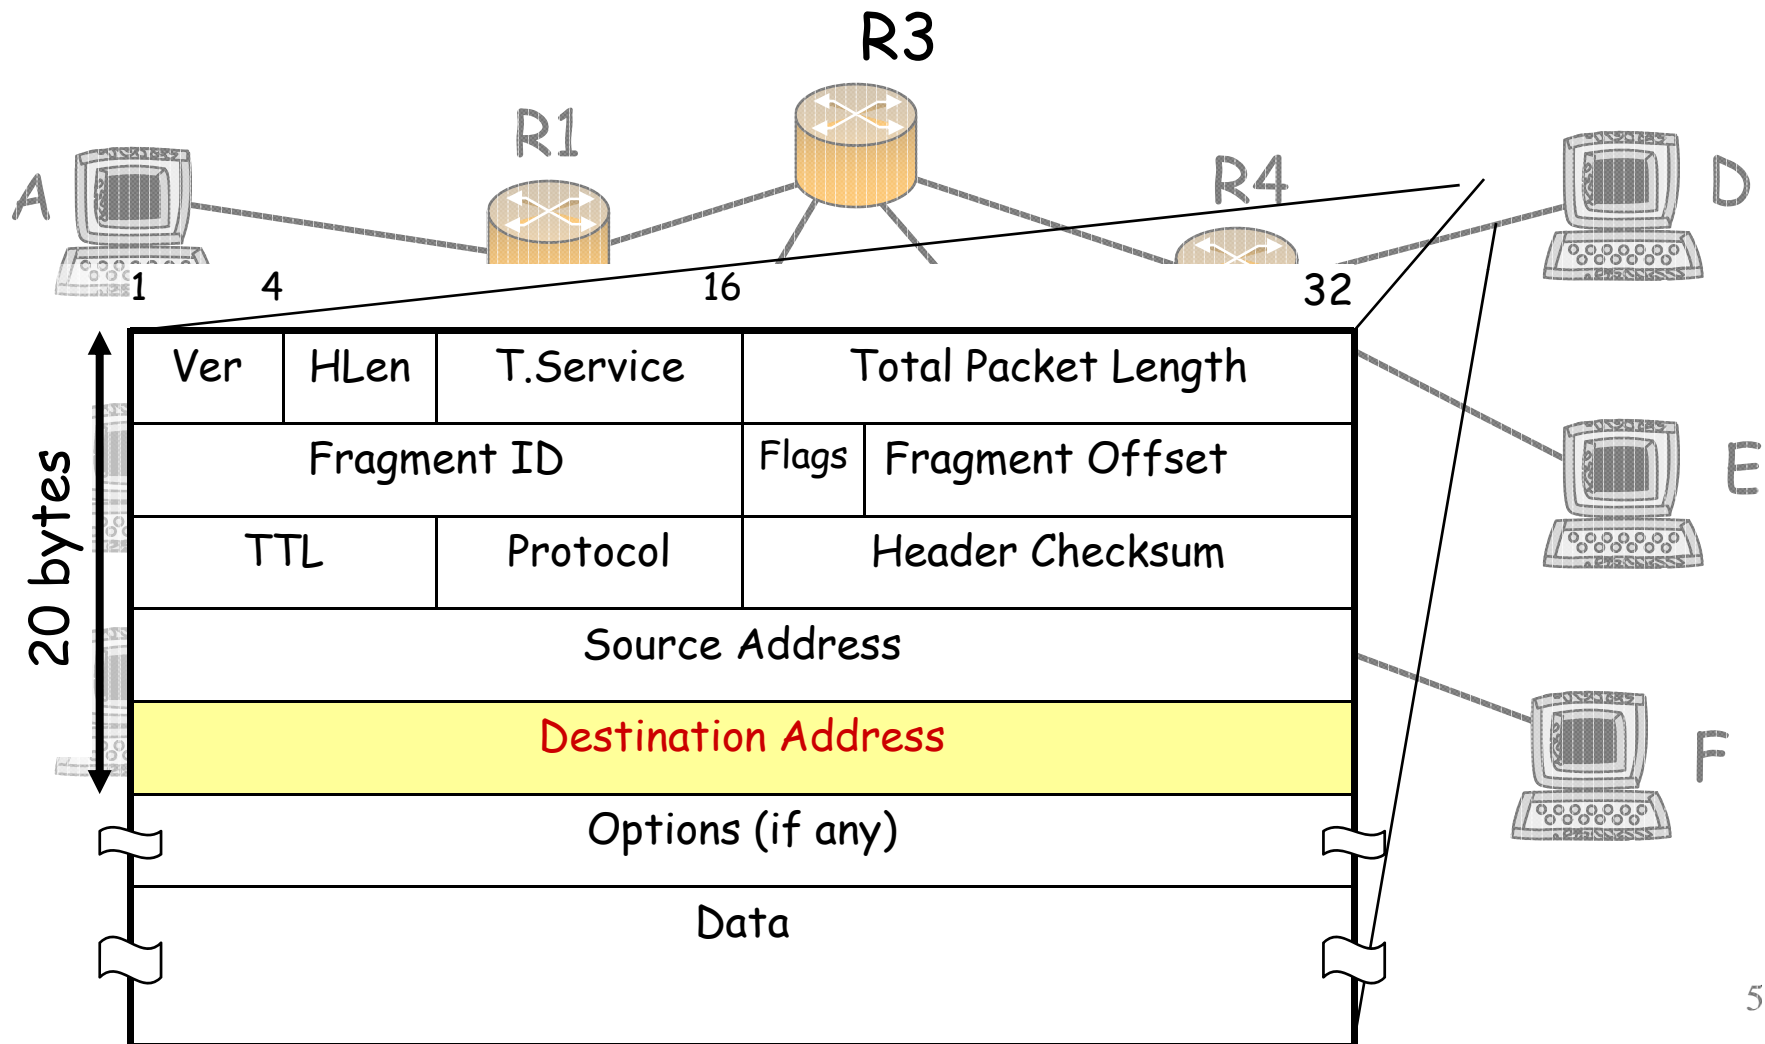 R3
R1
A
R4
D
1 4 16 32
Ver HLen T.Service Total Packet Length
Fragment ID Flags Fragment Offset
E
20 bytes
TTL Protocol Header Checksum
Source Address
Destination Address
F
Options (if any)
Data
5